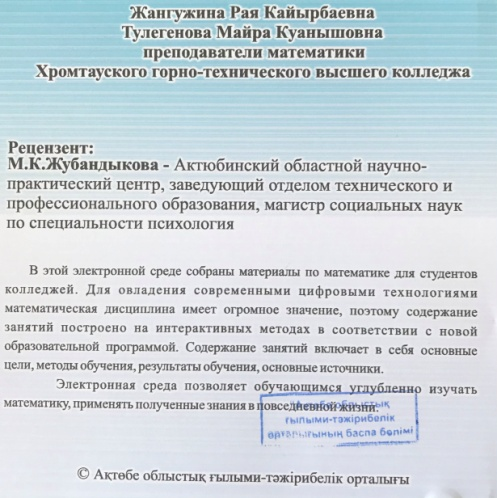 Жангужина Рая Кайырбаевна
Тулегенова Майра Куанышовна
преподаватели математики
Хромтауского горно-технического высшего колледжа
Рецензент:
М.К.Жубандыкова - Актюбинский областной научно-
практический центр, заведующий отделом технического и
профессионального образования, магистр социальных наук
по специальности психология
В этой электронной среде собраны материалы по математике для студентов
колледжей. Для овладения современными цифровыми технологиями
математическая дисциплина имеет огромное значение, поэтому содержание
занятий построено на интерактивных методах в соответствии с новой
образовательной программой. Содержание занятий включает в себя основные
цели, методы обучения, результаты обучения, основные источники.
Электронная среда позволяет обучающимся углубленно изучать
математику, применять полученные знания в повседневной жизни.
Ақтөбе облыстық
ғылыми-тәжірибелік
орталығының баспа бөлімі
© Ақтөбе облыстық ғылыми-тәжірибелік орталығы